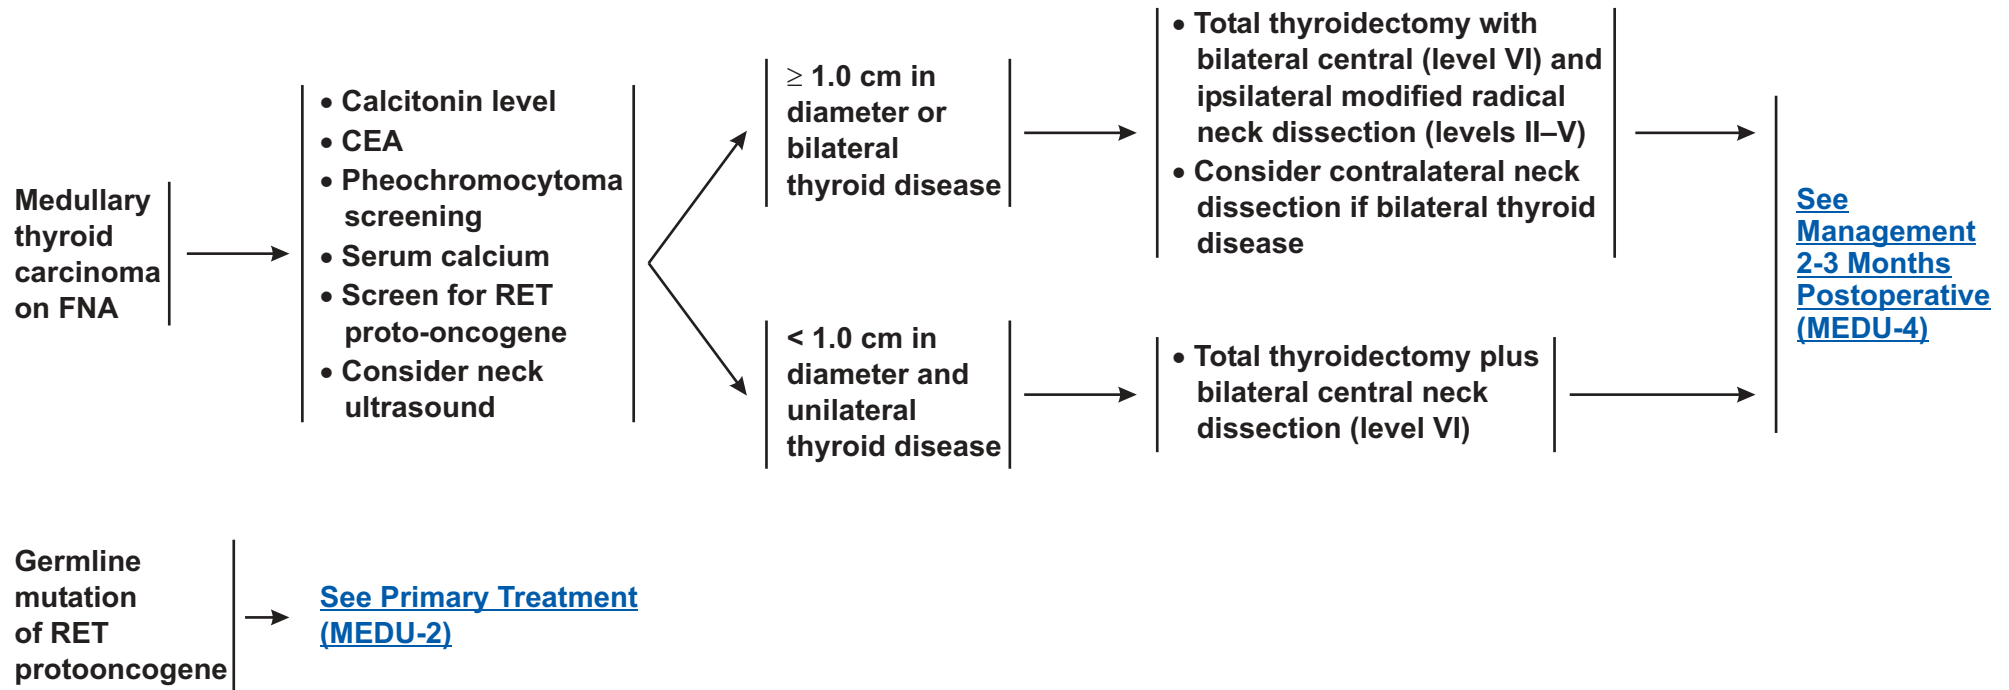 Medullary
thyroid
carcinoma
on FNA
• Calcitonin level
• CEA
• Pheochromocytoma
screening
• Serum calcium
• Screen for RET
proto-oncogene
• Consider neck
ultrasound
≥ 1.0 cm in
diameter or
bilateral
thyroid disease
• Total thyroidectomy with
bilateral central (level VI) and
ipsilateral modified radical
neck dissection (levels II–V)
• Consider contralateral neck
dissection if bilateral thyroid
disease
< 1.0 cm in
diameter and
unilateral
thyroid disease
• Total thyroidectomy plus
bilateral central neck
dissection (level VI)
See
Management
2-3 Months
Postoperative
(MEDU-4)
Germline
mutation
of RET
protooncogene
See Primary Treatment
(MEDU-2)